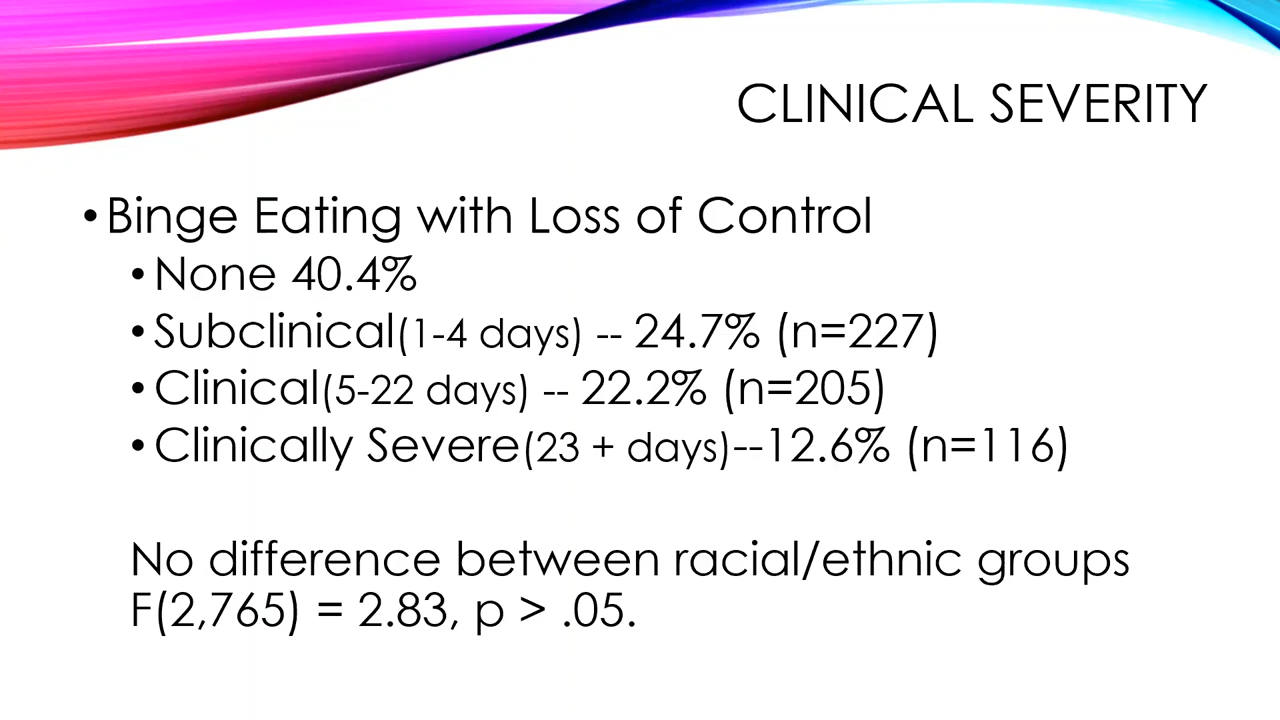 CLINICAL SEVERITY
• Binge Eating with Loss of Control
• None 40.4%
• Subclinical(1-4 days) -- 24.7% (n=227)
• Clinical(5-22 days) -- 22.2% (n=205)
• Clinically Severe(23 + days)--12.6% (n=116)
No difference between racial/ethnic groups
F(2,765) = 2.83, p > .05.